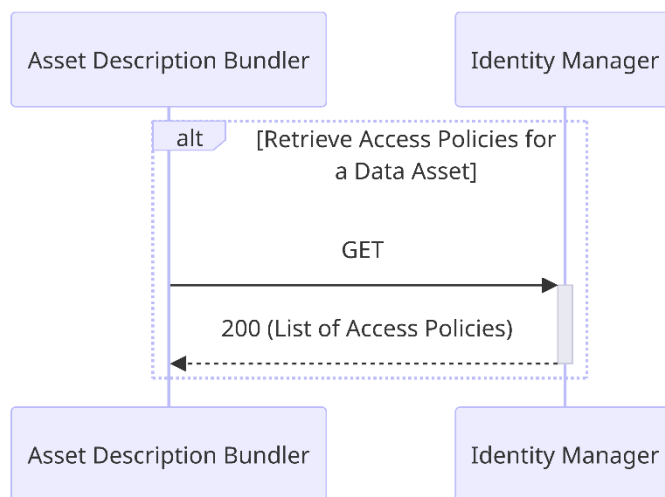 Asset Description Bundler
Identity Manager
alt
[Retrieve Access Policies for
a Data Asset]
GET
200 (List of Access Policies)
Asset Description Bundler
Identity Manager